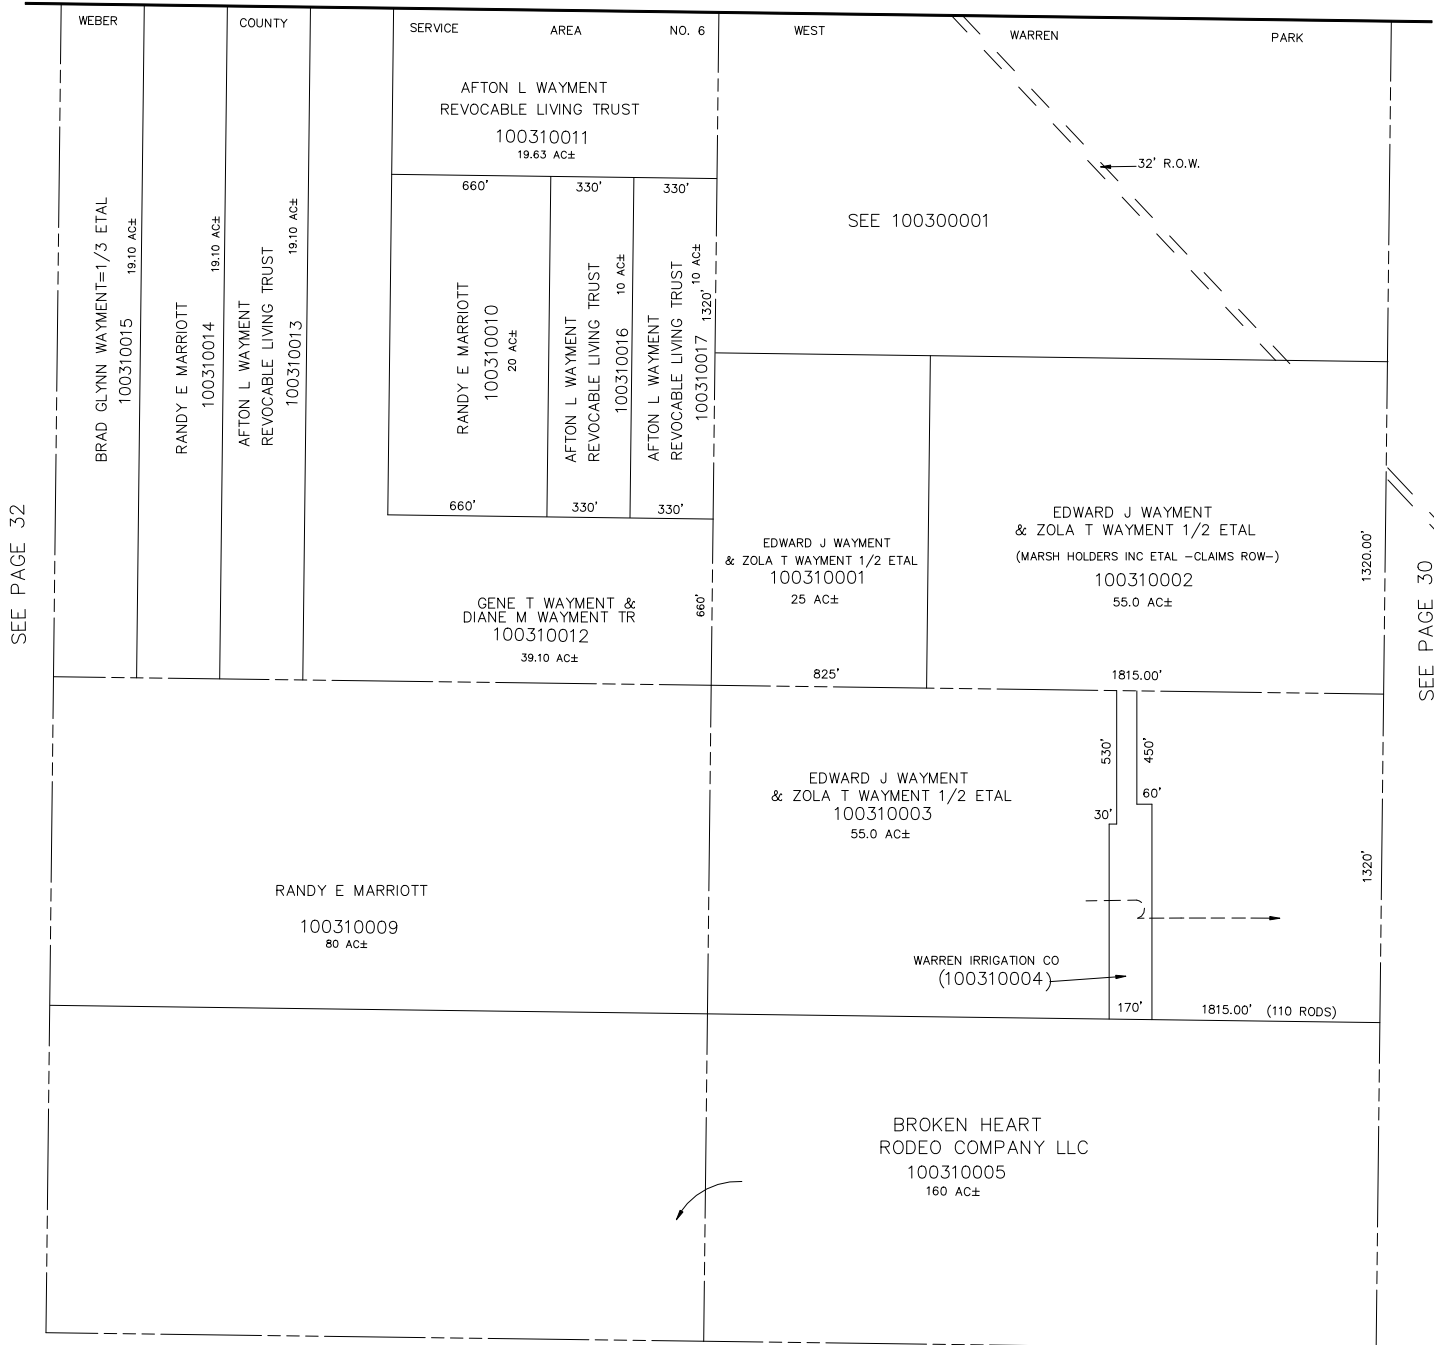 WEBER COUNTY SERVICE AREA NO. 6 WEST WARREN PARK
AFTON L WAYMENT
REVOCABLE LIVING TRUST
100310011
19.63 AC±
32' R.O.W.
SEE 100300001
BRAD GLYNN WAYMENT=1/3 ETAL
100310015
19.10 AC±
RANDY E MARRIOTT
100310014
19.10 AC±
AFTON L WAYMENT
REVOCABLE LIVING TRUST
100310013
19.10 AC±
660'
330'
330'
RANDY E MARRIOTT
100310010
20 AC±
AFTON L WAYMENT
REVOCABLE LIVING TRUST
100310016
10 AC±
AFTON L WAYMENT
REVOCABLE LIVING TRUST
100310017
10 AC±
1320'
660'
330'
330'
SEE PAGE 32
GENE T WAYMENT &
DIANE M WAYMENT TR
100310012
39.10 AC±
660'
EDWARD J WAYMENT
& ZOLA T WAYMENT 1/2 ETAL
100310001
25 AC±
825'
EDWARD J WAYMENT
& ZOLA T WAYMENT 1/2 ETAL
(MARSH HOLDERS INC ETAL -CLAIMS ROW-)
100310002
55.0 AC±
1320.00'
1815.00'
SEE PAGE 30
EDWARD J WAYMENT
& ZOLA T WAYMENT 1/2 ETAL
100310003
55.0 AC±
530'
450'
60'
30'
1320'
RANDY E MARRIOTT
100310009
80 AC±
WARREN IRRIGATION CO
(100310004)
170'
1815.00' (110 RODS)
BROKEN HEART
RODEO COMPANY LLC
100310005
160 AC±